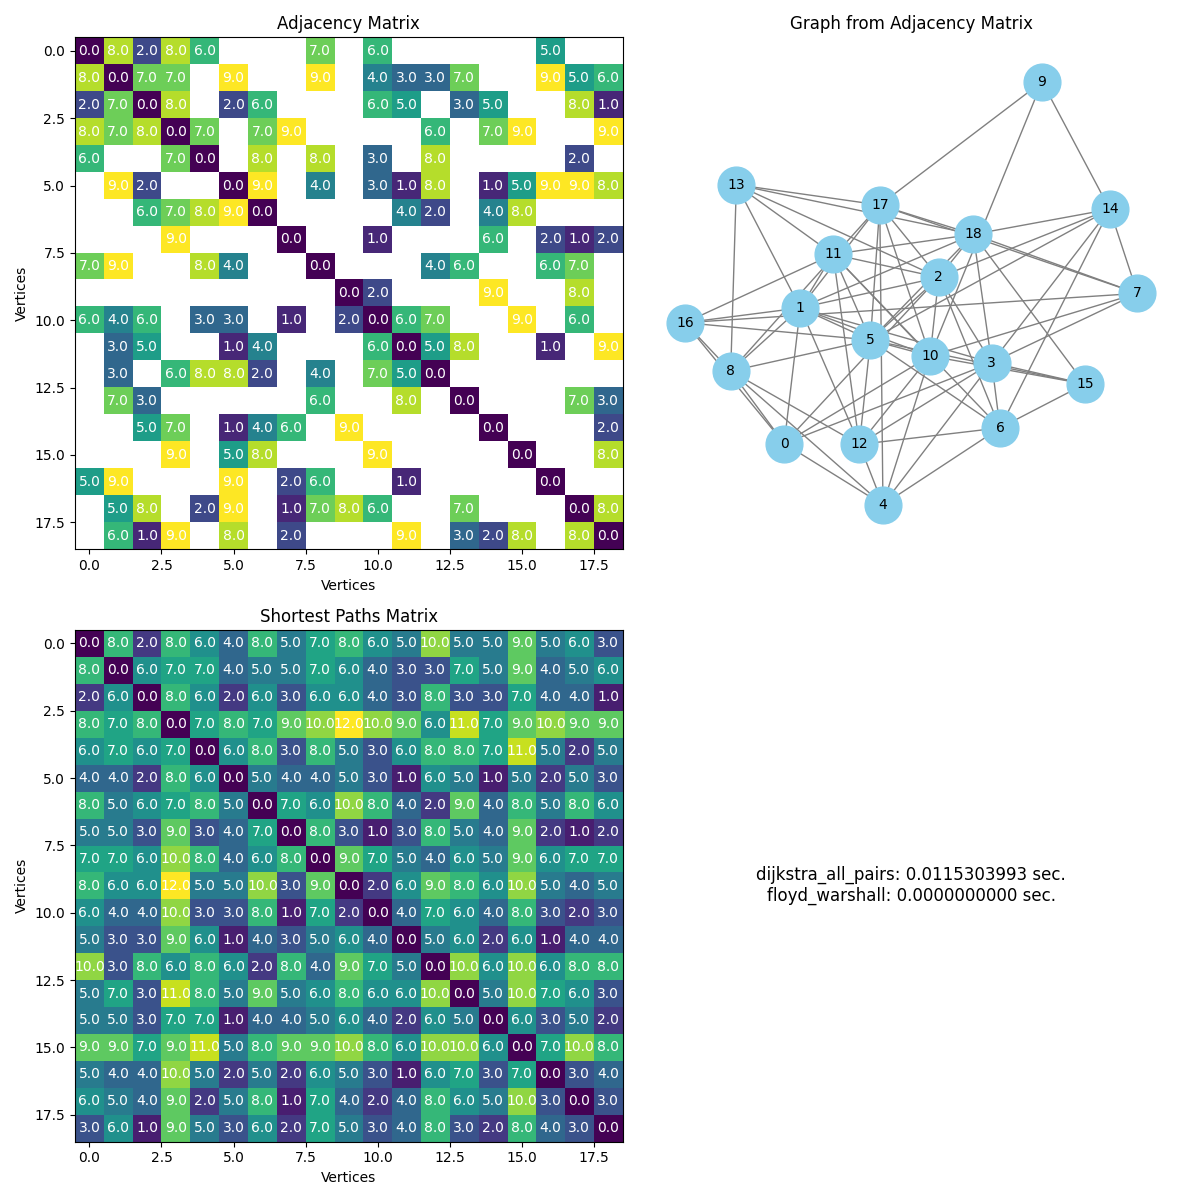 Adjacency Matrix
Graph from Adjacency Matrix
0.0
2.5
5.0
7.5
10.0
12.5
15.0
17.5
Vertices
0.0 8.0 2.0 8.0 6.0 7.0 6.0 5.0
8.0 0.0 7.0 7.0 9.0 9.0 4.0 3.0 3.0 7.0 9.0 5.0 6.0
2.0 7.0 0.0 8.0 2.0 6.0 6.0 5.0 3.0 5.0 8.0 1.0
8.0 7.0 8.0 0.0 7.0 7.0 9.0 6.0 7.0 9.0 9.0
6.0 7.0 0.0 8.0 8.0 3.0 8.0 2.0
9.0 2.0 0.0 9.0 4.0 3.0 1.0 8.0 1.0 5.0 9.0 9.0 8.0
6.0 7.0 8.0 9.0 0.0 4.0 2.0 4.0 8.0
9.0 0.0 1.0 6.0 2.0 1.0 2.0
7.0 9.0 8.0 4.0 0.0 4.0 6.0 6.0 7.0
0.0 2.0 9.0 8.0
6.0 4.0 6.0 3.0 3.0 1.0 2.0 0.0 6.0 7.0 9.0 6.0
3.0 5.0 1.0 4.0 6.0 0.0 5.0 8.0 1.0 9.0
3.0 6.0 8.0 8.0 2.0 4.0 7.0 5.0 0.0
7.0 3.0 6.0 8.0 0.0 7.0 3.0
5.0 7.0 1.0 4.0 6.0 9.0 0.0 2.0
9.0 5.0 8.0 9.0 0.0 8.0
5.0 9.0 9.0 2.0 6.0 1.0 0.0
5.0 8.0 2.0 9.0 1.0 7.0 8.0 6.0 7.0 0.0 8.0
6.0 1.0 9.0 8.0 2.0 9.0 3.0 2.0 8.0 8.0 0.0
0.0 2.5 5.0 7.5 10.0 12.5 15.0 17.5
Vertices
9
13
17
14
18
11
2
7
1
16
5
10
3
8
15
6
0
12
4
Shortest Paths Matrix
0.0
2.5
5.0
7.5
10.0
12.5
15.0
17.5
Vertices
0.0 8.0 2.0 8.0 6.0 4.0 8.0 5.0 7.0 8.0 6.0 5.0 10.0 5.0 5.0 9.0 5.0 6.0 3.0
8.0 0.0 6.0 7.0 7.0 4.0 5.0 5.0 7.0 6.0 4.0 3.0 3.0 7.0 5.0 9.0 4.0 5.0 6.0
2.0 6.0 0.0 8.0 6.0 2.0 6.0 3.0 6.0 6.0 4.0 3.0 8.0 3.0 3.0 7.0 4.0 4.0 1.0
8.0 7.0 8.0 0.0 7.0 8.0 7.0 9.0 10.0 12.0 10.0 9.0 6.0 11.0 7.0 9.0 10.0 9.0 9.0
6.0 7.0 6.0 7.0 0.0 6.0 8.0 3.0 8.0 5.0 3.0 6.0 8.0 8.0 7.0 11.0 5.0 2.0 5.0
4.0 4.0 2.0 8.0 6.0 0.0 5.0 4.0 4.0 5.0 3.0 1.0 6.0 5.0 1.0 5.0 2.0 5.0 3.0
8.0 5.0 6.0 7.0 8.0 5.0 0.0 7.0 6.0 10.0 8.0 4.0 2.0 9.0 4.0 8.0 5.0 8.0 6.0
5.0 5.0 3.0 9.0 3.0 4.0 7.0 0.0 8.0 3.0 1.0 3.0 8.0 5.0 4.0 9.0 2.0 1.0 2.0
7.0 7.0 6.0 10.0 8.0 4.0 6.0 8.0 0.0 9.0 7.0 5.0 4.0 6.0 5.0 9.0 6.0 7.0 7.0
8.0 6.0 6.0 12.0 5.0 5.0 10.0 3.0 9.0 0.0 2.0 6.0 9.0 8.0 6.0 10.0 5.0 4.0 5.0
6.0 4.0 4.0 10.0 3.0 3.0 8.0 1.0 7.0 2.0 0.0 4.0 7.0 6.0 4.0 8.0 3.0 2.0 3.0
5.0 3.0 3.0 9.0 6.0 1.0 4.0 3.0 5.0 6.0 4.0 0.0 5.0 6.0 2.0 6.0 1.0 4.0 4.0
10.0 3.0 8.0 6.0 8.0 6.0 2.0 8.0 4.0 9.0 7.0 5.0 0.0 10.0 6.0 10.0 6.0 8.0 8.0
5.0 7.0 3.0 11.0 8.0 5.0 9.0 5.0 6.0 8.0 6.0 6.0 10.0 0.0 5.0 10.0 7.0 6.0 3.0
5.0 5.0 3.0 7.0 7.0 1.0 4.0 4.0 5.0 6.0 4.0 2.0 6.0 5.0 0.0 6.0 3.0 5.0 2.0
9.0 9.0 7.0 9.0 11.0 5.0 8.0 9.0 9.0 10.0 8.0 6.0 10.0 10.0 6.0 0.0 7.0 10.0 8.0
5.0 4.0 4.0 10.0 5.0 2.0 5.0 2.0 6.0 5.0 3.0 1.0 6.0 7.0 3.0 7.0 0.0 3.0 4.0
6.0 5.0 4.0 9.0 2.0 5.0 8.0 1.0 7.0 4.0 2.0 4.0 8.0 6.0 5.0 10.0 3.0 0.0 3.0
3.0 6.0 1.0 9.0 5.0 3.0 6.0 2.0 7.0 5.0 3.0 4.0 8.0 3.0 2.0 8.0 4.0 3.0 0.0
0.0 2.5 5.0 7.5 10.0 12.5 15.0 17.5
Vertices
dijkstra_all_pairs: 0.0115303993 sec.
floyd_warshall: 0.0000000000 sec.